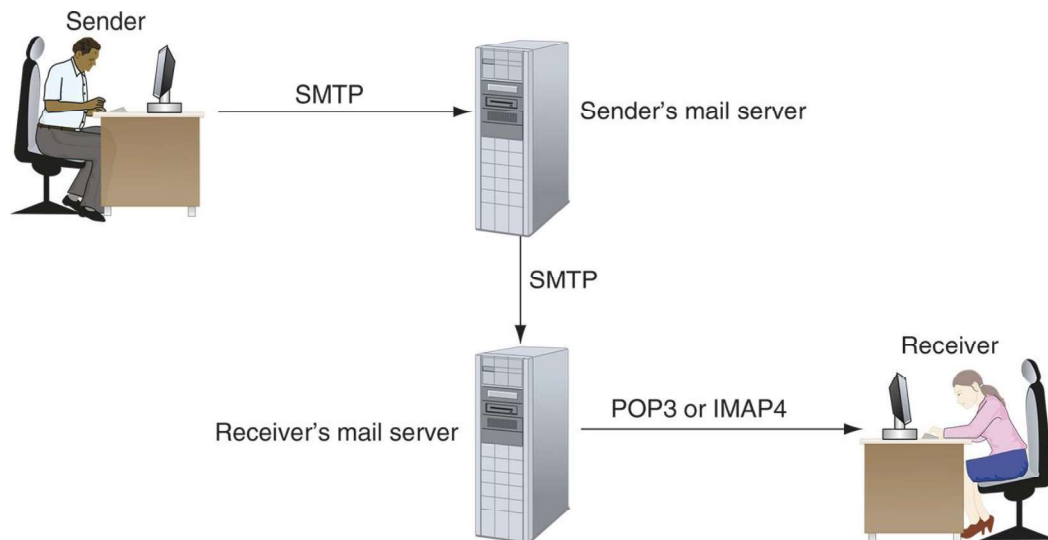 Sender
SMTP
Sender's mail server
SMTP
Receiver
POP3 or IMAP4
Receiver's mail server